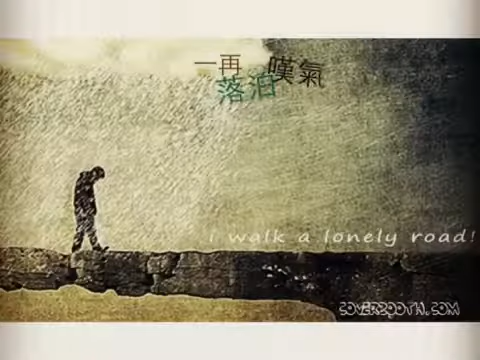 一再 嘆氣
落泊
i walk a lonely road!
COVERBOOTH.COM